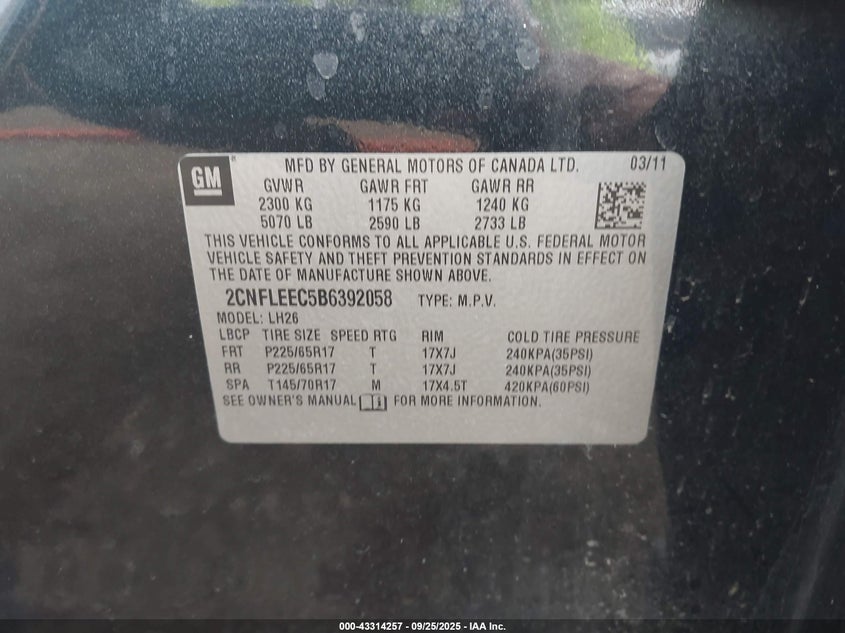 GM
MFD BY GENERAL MOTORS OF CANADA LTD. 03/11
GVWR GAWR FRT GAWR RR
2300 KG 1175 KG 1240 KG
5070 LB 2590 LB 2733 LB
THIS VEHICLE CONFORMS TO ALL APPLICABLE U.S. FEDERAL MOTOR
VEHICLE SAFETY AND THEFT PREVENTION STANDARDS IN EFFECT ON
THE DATE OF MANUFACTURE SHOWN ABOVE.
2CNFLEEC5B6392058 TYPE: M.P.V.
MODEL: LH26
LBCP TIRE SIZE SPEED RTG RIM COLD TIRE PRESSURE
FRT P225/65R17 T 17X7J 240KPA(35PSI)
RR P225/65R17 T 17X7J 240KPA(35PSI)
SPA T145/70R17 M 17X4.5T 420KPA(60PSI)
SEE OWNER'S MANUAL FOR MORE INFORMATION.
000-43314257 - 09/25/2025 - IAA Inc.